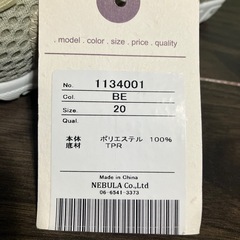 . model . color . size . price . quality
No. 1134001
Col. BE
Size. 20
Qual.
本体 ポリエステル 100%
底材 TPR
Made in China
NEBULA Co.,Ltd
06-6541-3373